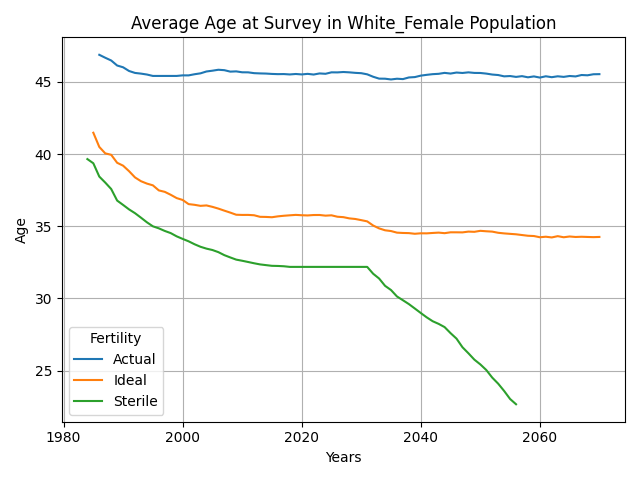 Average Age at Survey in White_Female Population
Age
45
40
35
30
25
Fertility
Actual
Ideal
Sterile
1980
2000
2020
2040
2060
Years